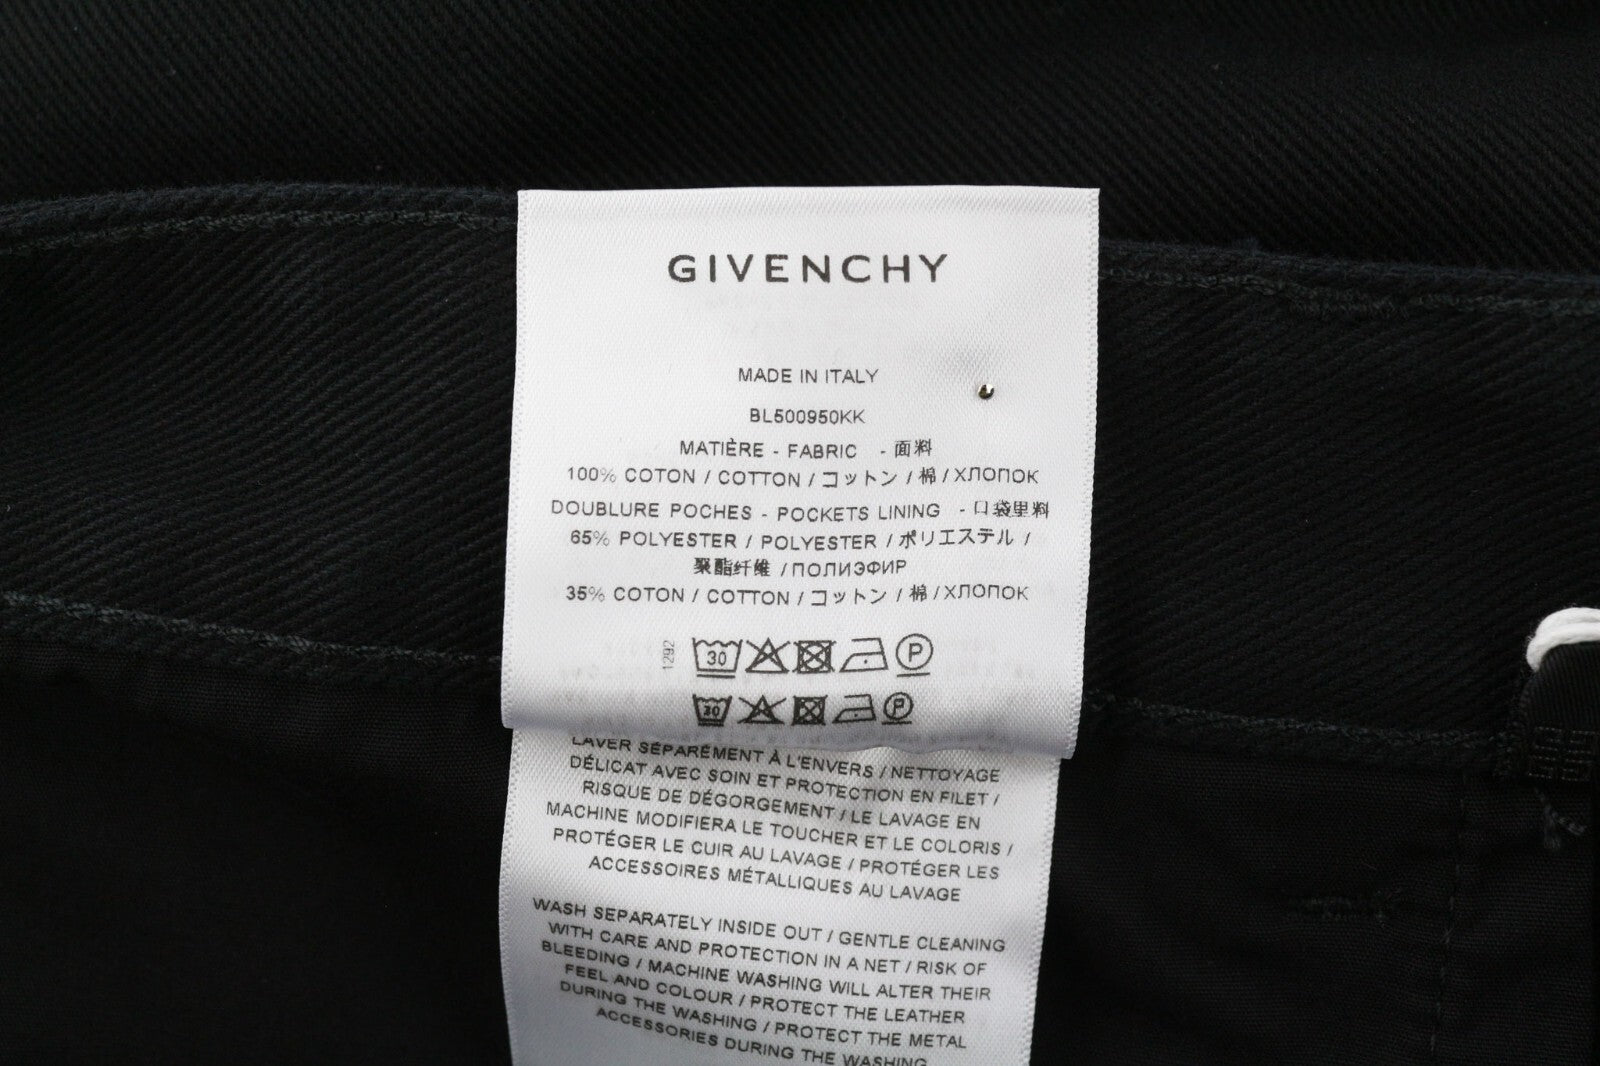 GIVENCHY
MADE IN ITALY
BL500950KK
MATIÈRE - FABRIC - 面料
100% COTON / COTTON / コットン / 棉 / ХЛОПОК
DOUBLURE POCHES - POCKETS LINING - 口袋里料
65% POLYESTER / POLYESTER / ポリエステル /
聚酯纤维 / ПОЛИЭФИР
35% COTON / COTTON / コットン / 棉 / ХЛОПОК
1292 30 P
30 P
LAVER SÉPARÉMENT À L'ENVERS / NETTOYAGE
DÉLICAT AVEC SOIN ET PROTECTION EN FILET /
RISQUE DE DÉGORGEMENT / LE LAVAGE EN
MACHINE MODIFIERA LE TOUCHER ET LE COLORIS /
PROTÉGER LE CUIR AU LAVAGE / PROTÉGER LES
ACCESSOIRES MÉTALLIQUES AU LAVAGE
WASH SEPARATELY INSIDE OUT / GENTLE CLEANING
WITH CARE AND PROTECTION IN A NET / RISK OF
BLEEDING / MACHINE WASHING WILL ALTER THEIR
FEEL AND COLOUR / PROTECT THE LEATHER
DURING THE WASHING / PROTECT THE METAL
ACCESSORIES DURING THE WASHING